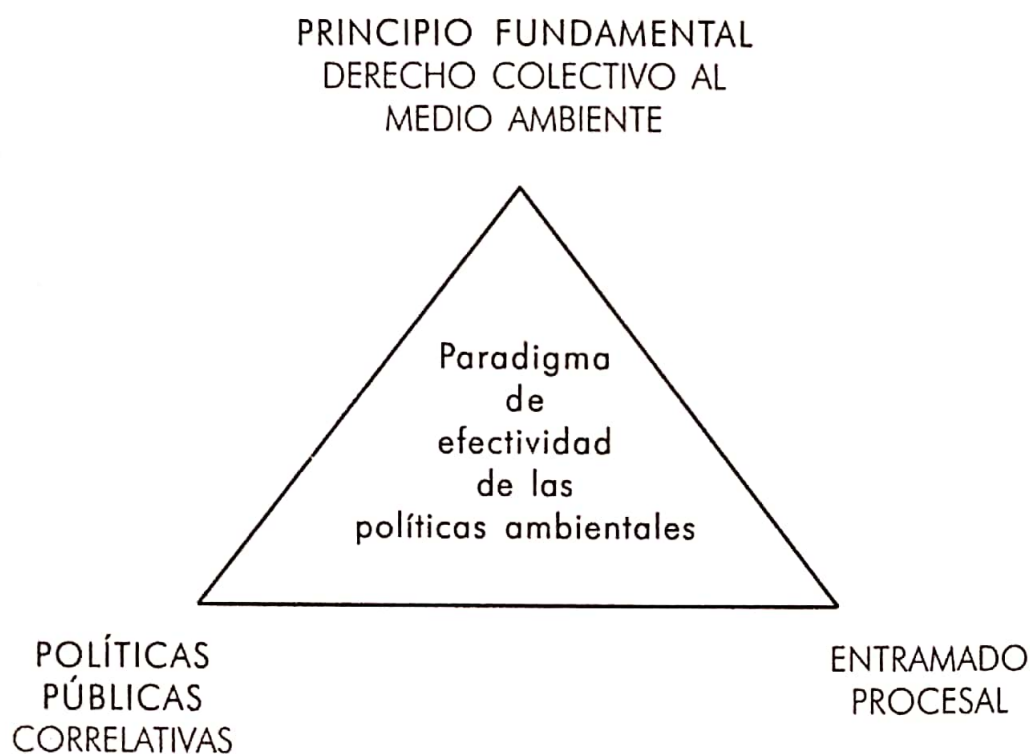 PRINCIPIO FUNDAMENTAL
DERECHO COLECTIVO AL
MEDIO AMBIENTE
Paradigma
de
efectividad
de las
políticas ambientales
POLÍTICAS
PÚBLICAS
CORRELATIVAS
ENTRAMADO
PROCESAL